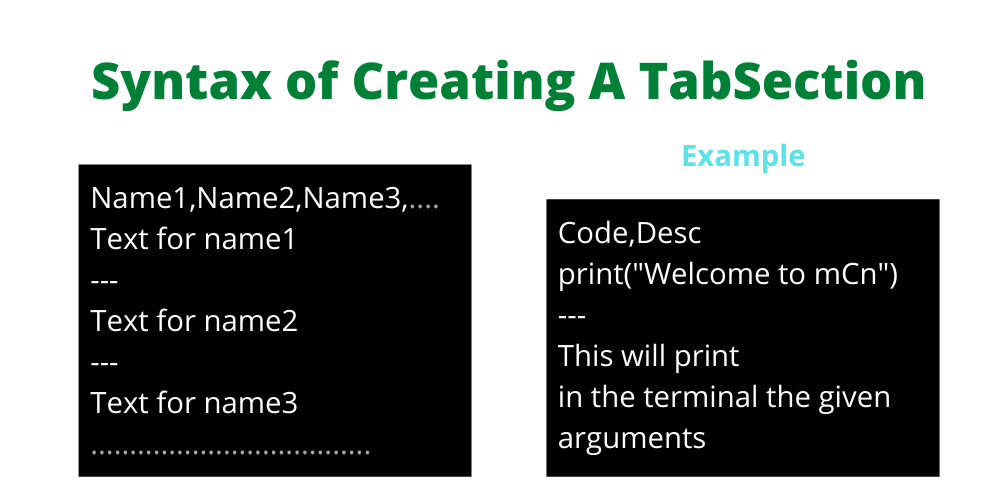 Syntax of Creating A TabSection
Name1,Name2,Name3,....
Text for name1
---
Text for name2
---
Text for name3
....................................
Example
Code,Desc
print("Welcome to mCn")
---
This will print
in the terminal the given
arguments